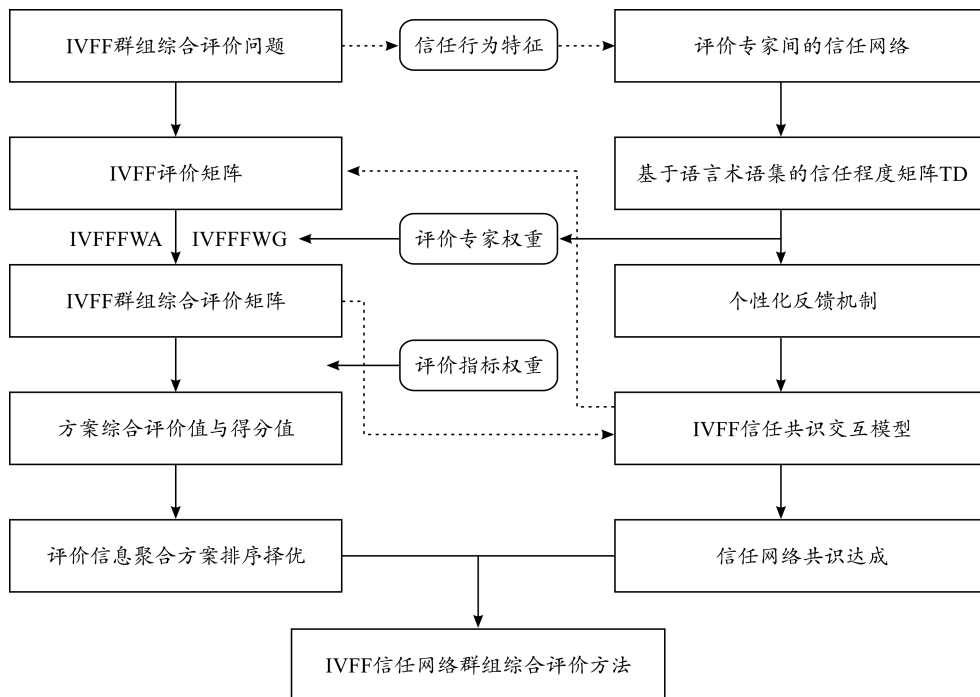 IVFF群组综合评价问题
信任行为特征
评价专家间的信任网络
IVFF评价矩阵
基于语言术语集的信任程度矩阵TD
IVFFFWA
IVFFFWG
评价专家权重
IVFF群组综合评价矩阵
个性化反馈机制
评价指标权重
方案综合评价值与得分值
IVFF信任共识交互模型
评价信息聚合方案排序择优
信任网络共识达成
IVFF信任网络群组综合评价方法